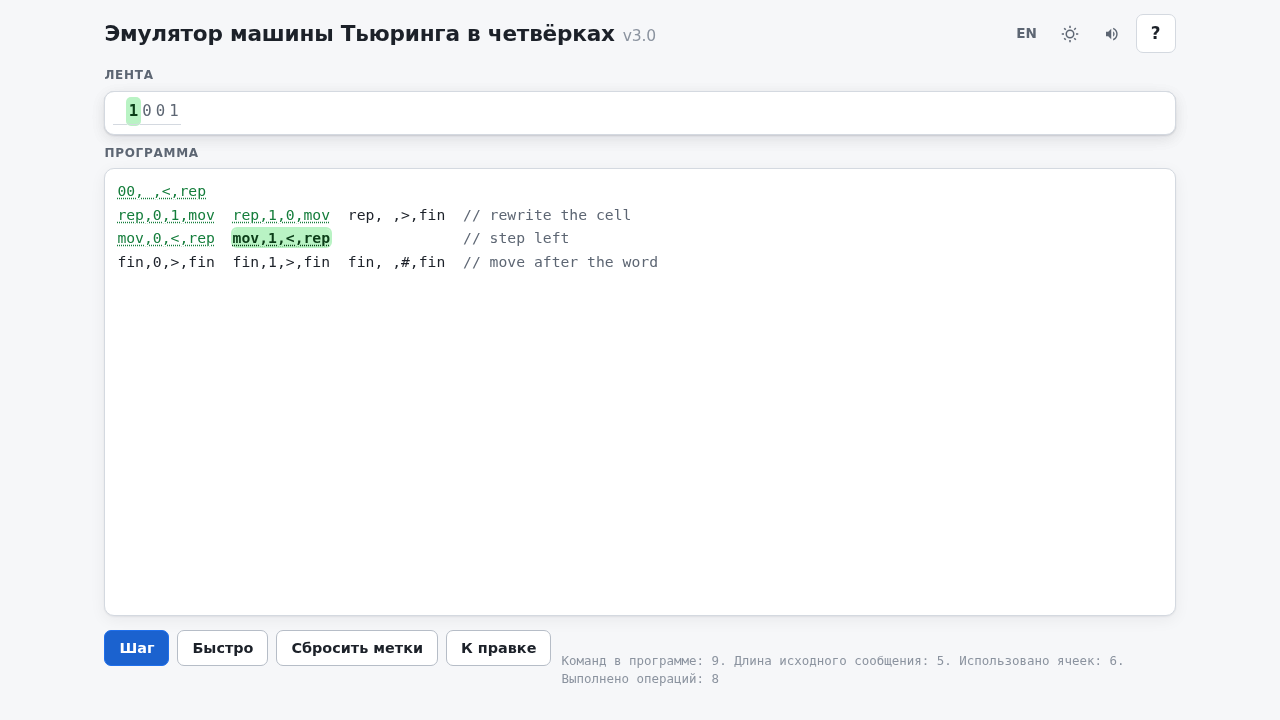 Эмулятор машины Тьюринга в четвёрках v3.0
EN
?
ЛЕНТА
1001
ПРОГРАММА
00, ,<,rep
rep,0,1,mov  rep,1,0,mov  rep, ,>,fin  // rewrite the cell
mov,0,<,rep  mov,1,<,rep               // step left
fin,0,>,fin  fin,1,>,fin  fin, ,#,fin  // move after the word
Шаг
Быстро
Сбросить метки
К правке
Команд в программе: 9. Длина исходного сообщения: 5. Использовано ячеек: 6.
Выполнено операций: 8